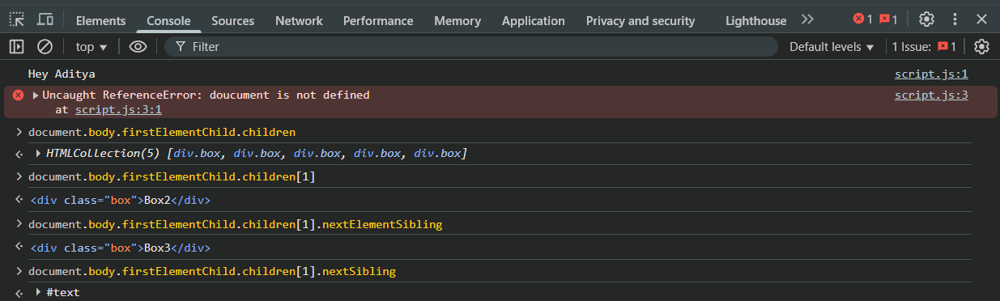 Elements Console Sources Network Performance Memory Application Privacy and security Lighthouse 1 1
top Filter Default levels 1 Issue: 1
Hey Aditya script.js:1
Uncaught ReferenceError: doucument is not defined script.js:3
at script.js:3:1
document.body.firstElementChild.children
HTMLCollection(5) [div.box, div.box, div.box, div.box, div.box]
document.body.firstElementChild.children[1]
<div class="box">Box2</div>
document.body.firstElementChild.children[1].nextElementSibling
<div class="box">Box3</div>
document.body.firstElementChild.children[1].nextSibling
#text